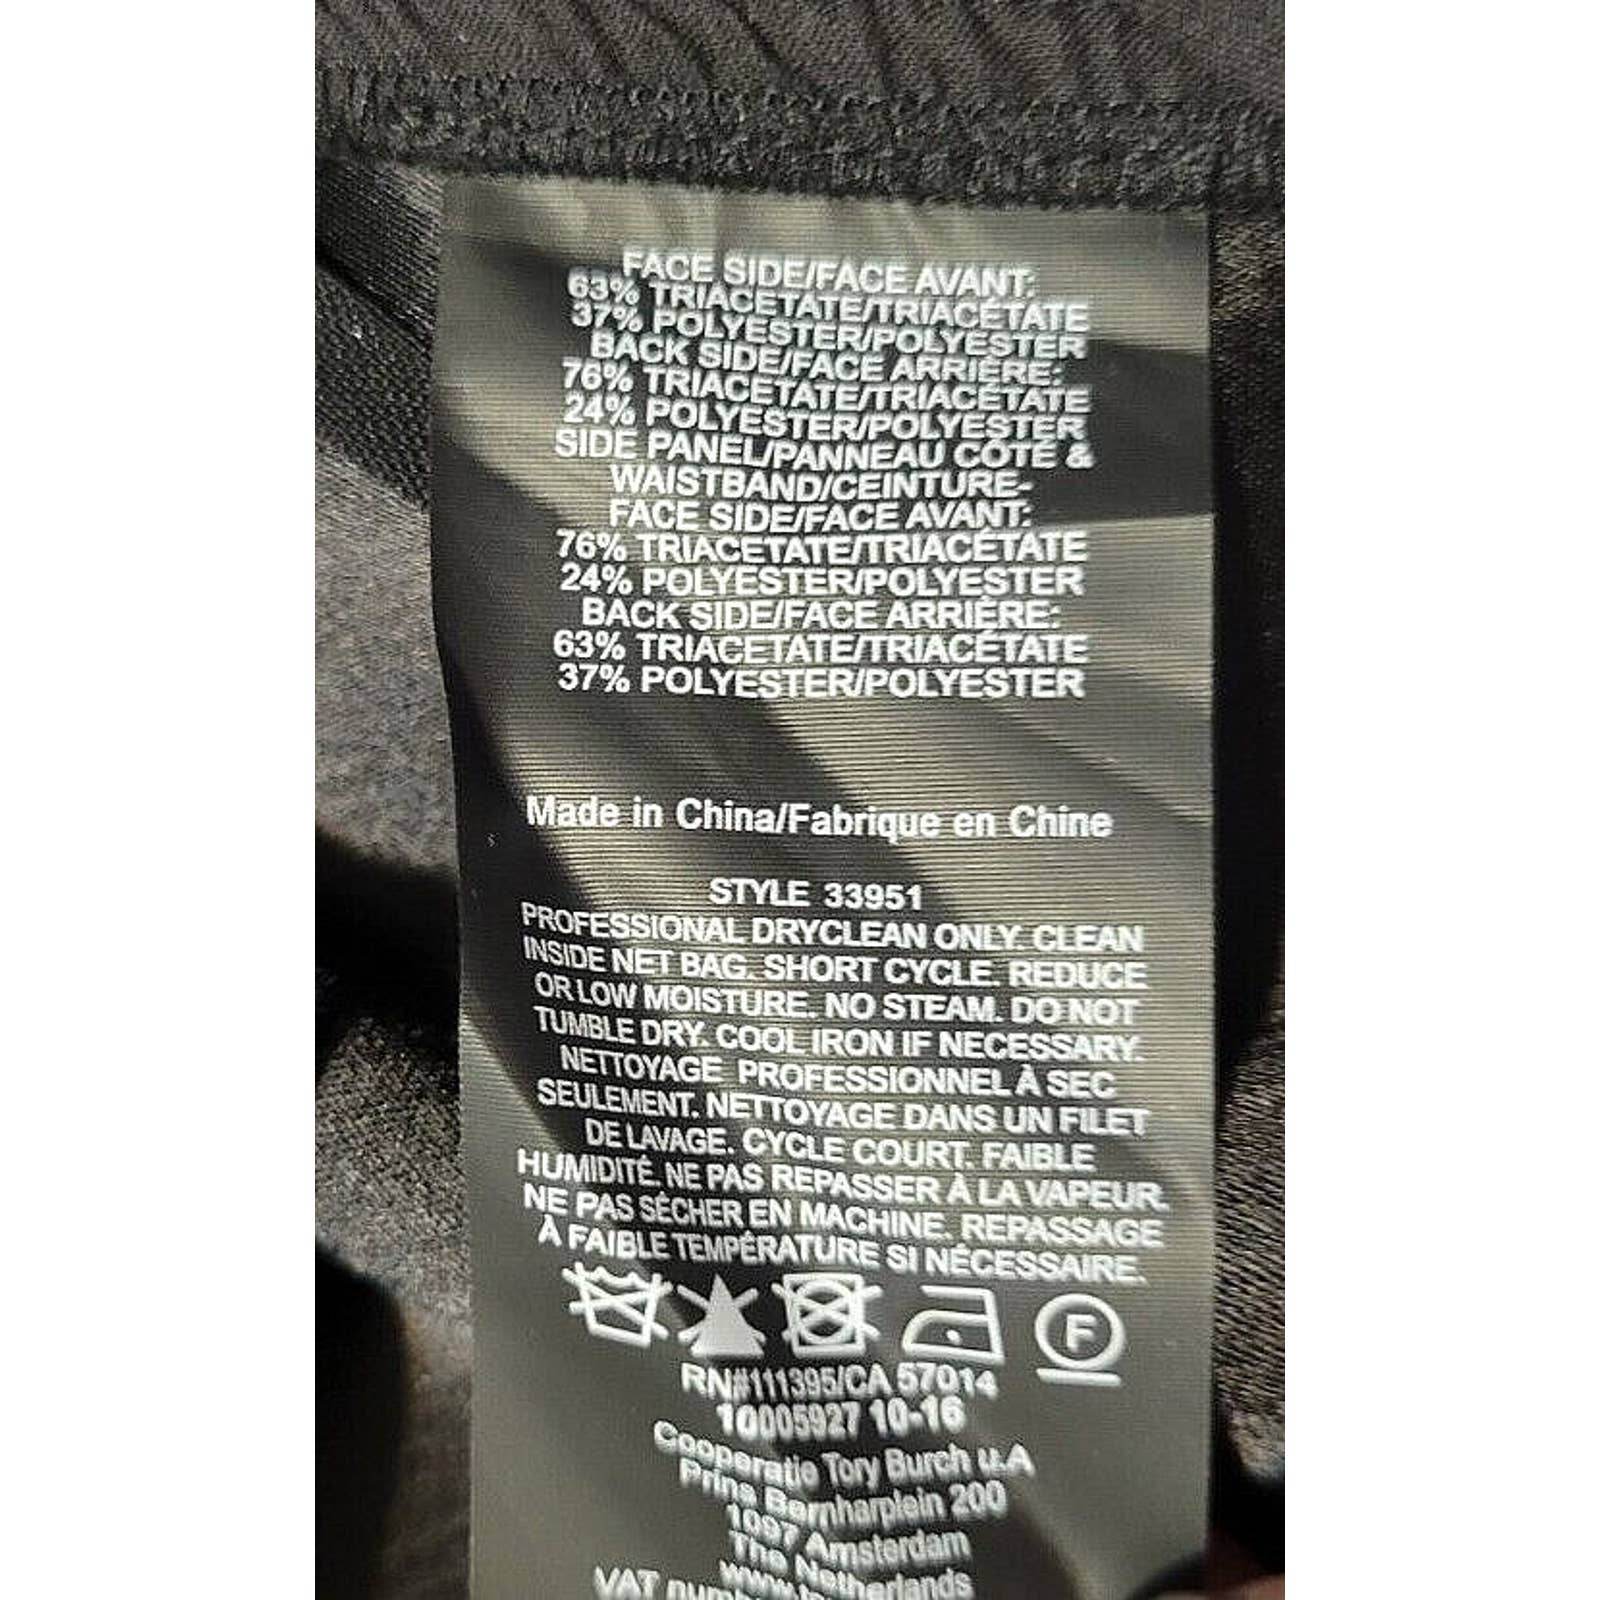 FACE SIDE/FACE AVANT:
63% TRIACETATE/TRIACÉTATE
37% POLYESTER/POLYESTER
BACK SIDE/FACE ARRIÉRE:
76% TRIACETATE/TRIACÉTATE
24% POLYESTER/POLYESTER
SIDE PANEL/PANNEAU CÔTÉ &
WAISTBAND/CEINTURE-
FACE SIDE/FACE AVANT:
76% TRIACETATE/TRIACÉTATE
24% POLYESTER/POLYESTER
BACK SIDE/FACE ARRIÉRE:
63% TRIACETATE/TRIACÉTATE
37% POLYESTER/POLYESTER
Made in China/Fabrique en Chine
STYLE 33951
PROFESSIONAL DRYCLEAN ONLY. CLEAN
INSIDE NET BAG. SHORT CYCLE. REDUCE
OR LOW MOISTURE. NO STEAM. DO NOT
TUMBLE DRY. COOL IRON IF NECESSARY.
NETTOYAGE PROFESSIONNEL À SEC
SEULEMENT. NETTOYAGE DANS UN FILET
DE LAVAGE. CYCLE COURT. FAIBLE
HUMIDITÉ. NE PAS REPASSER À LA VAPEUR.
NE PAS SÉCHER EN MACHINE. REPASSAGE
À FAIBLE TEMPÉRATURE SI NÉCESSAIRE.
F
RN#111395/CA 57014
10005927 10-16
Cooperatie Tory Burch u.A
Prins Bernharplein 200
1097 Amsterdam
The Netherlands
VAT